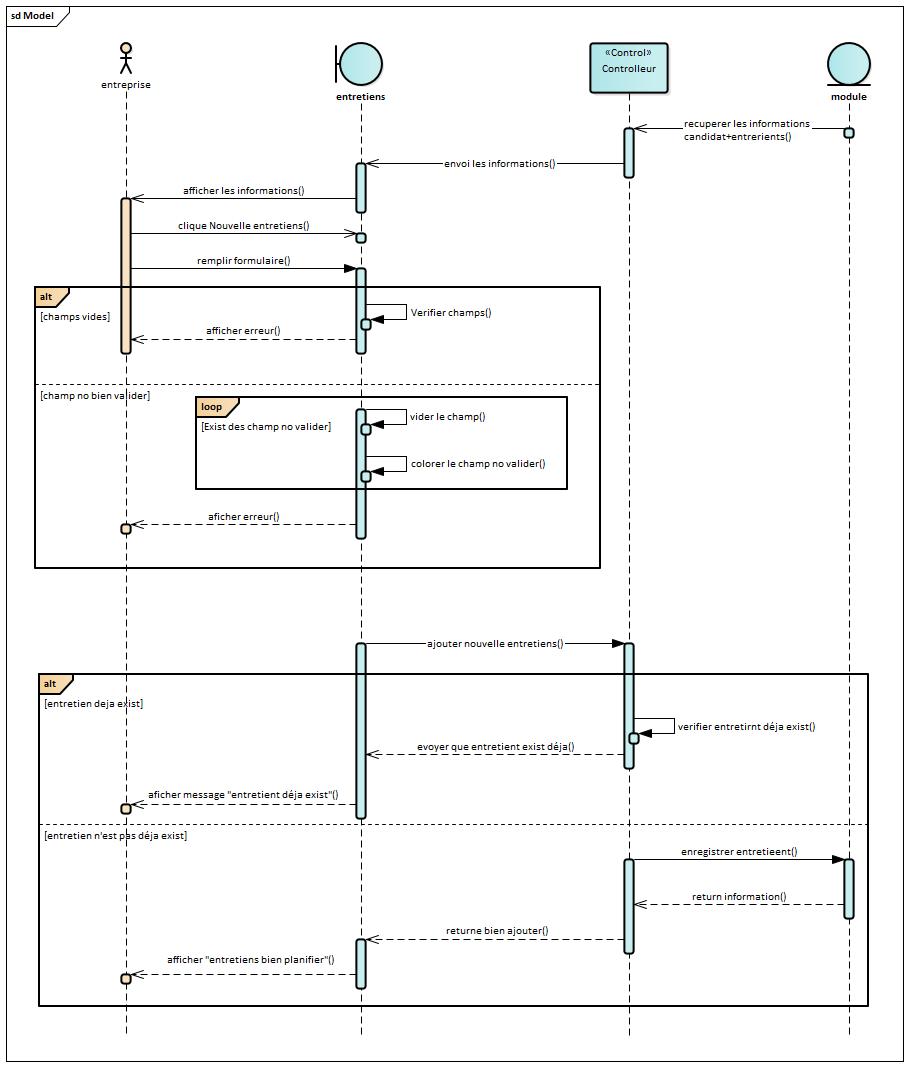 sd Model
entreprise
entretiens
«Control»
Controlleur
module
recuperer les informations
candidat+entrerients()
envoi les informations()
afficher les informations()
clique Nouvelle entretiens()
remplir formulaire()
alt
[champs vides]
Verifier champs()
afficher erreur()
[champ no bien valider]
loop
[Exist des champ no valider]
vider le champ()
colorer le champ no valider()
aficher erreur()
ajouter nouvelle entretiens()
alt
[entretien deja exist]
verifier entretirnt déja exist()
evoyer que entretient exist déja()
aficher message "entretient déja exist"()
[entretien n'est pas déja exist]
enregistrer entretieent()
return information()
returne bien ajouter()
afficher "entretiens bien planifier"()